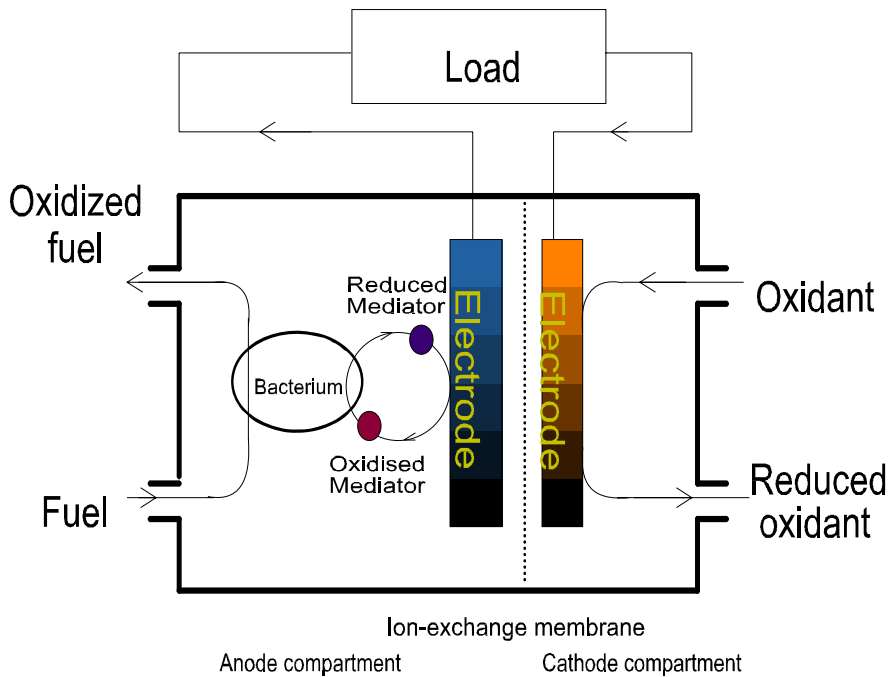 Load
Oxidized
fuel
Reduced
Mediator
Electrode
Electrode
Oxidant
Bacterium
Oxidised
Mediator
Fuel
Reduced
oxidant
Ion-exchange membrane
Anode compartment
Cathode compartment